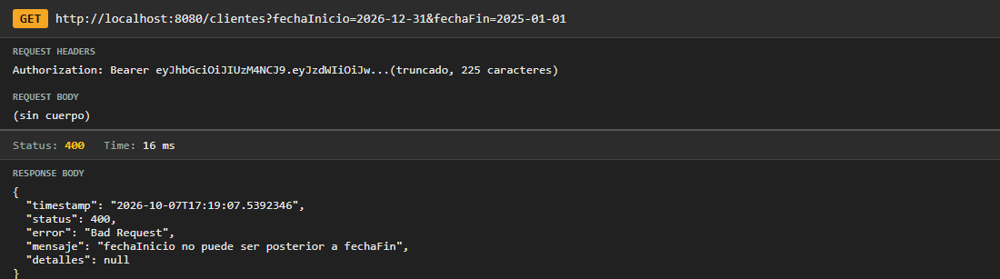 GET http://localhost:8080/clientes?fechaInicio=2026-12-31&fechaFin=2025-01-01
REQUEST HEADERS
Authorization: Bearer eyJhbGciOiJIUzM4NCJ9.eyJzdWIiOiJw...(truncado, 225 caracteres)
REQUEST BODY
(sin cuerpo)
Status: 400 Time: 16 ms
RESPONSE BODY
{
"timestamp": "2026-10-07T17:19:07.5392346",
"status": 400,
"error": "Bad Request",
"mensaje": "fechaInicio no puede ser posterior a fechaFin",
"detalles": null
}